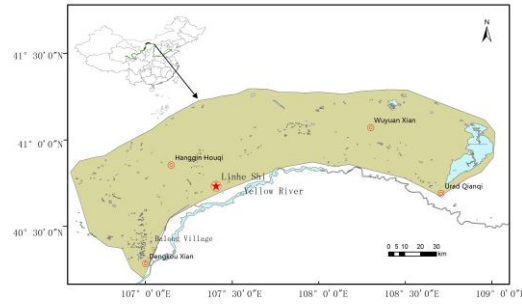 N
41° 30'0"N
41° 0'0"N
40° 30'0"N
Wuyuan Xian
Hanggin Houqi
Linhe Shi
Yellow River
Urad Qianqi
Balong Village
Dengkou Xian
0 5 10 20 30
km
107° 0'0"E
107° 30'0"E
108° 0'0"E
108° 30'0"E
109° 0'0"E